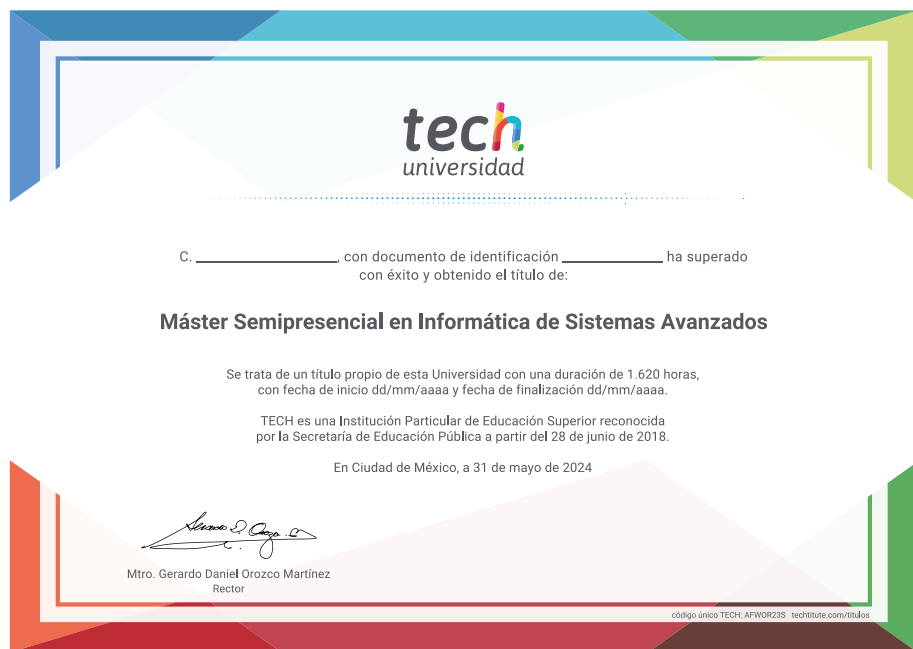 tech
universidad
C. ____________________, con documento de identificación ______________ ha superado
con éxito y obtenido el título de:
Máster Semipresencial en Informática de Sistemas Avanzados
Se trata de un título propio de esta Universidad con una duración de 1.620 horas,
con fecha de inicio dd/mm/aaaa y fecha de finalización dd/mm/aaaa.
TECH es una Institución Particular de Educación Superior reconocida
por la Secretaría de Educación Pública a partir del 28 de junio de 2018.
En Ciudad de México, a 31 de mayo de 2024
Mtro. Gerardo Daniel Orozco Martínez
Rector
código único TECH: AFWOR23S techtitute.com/titulos